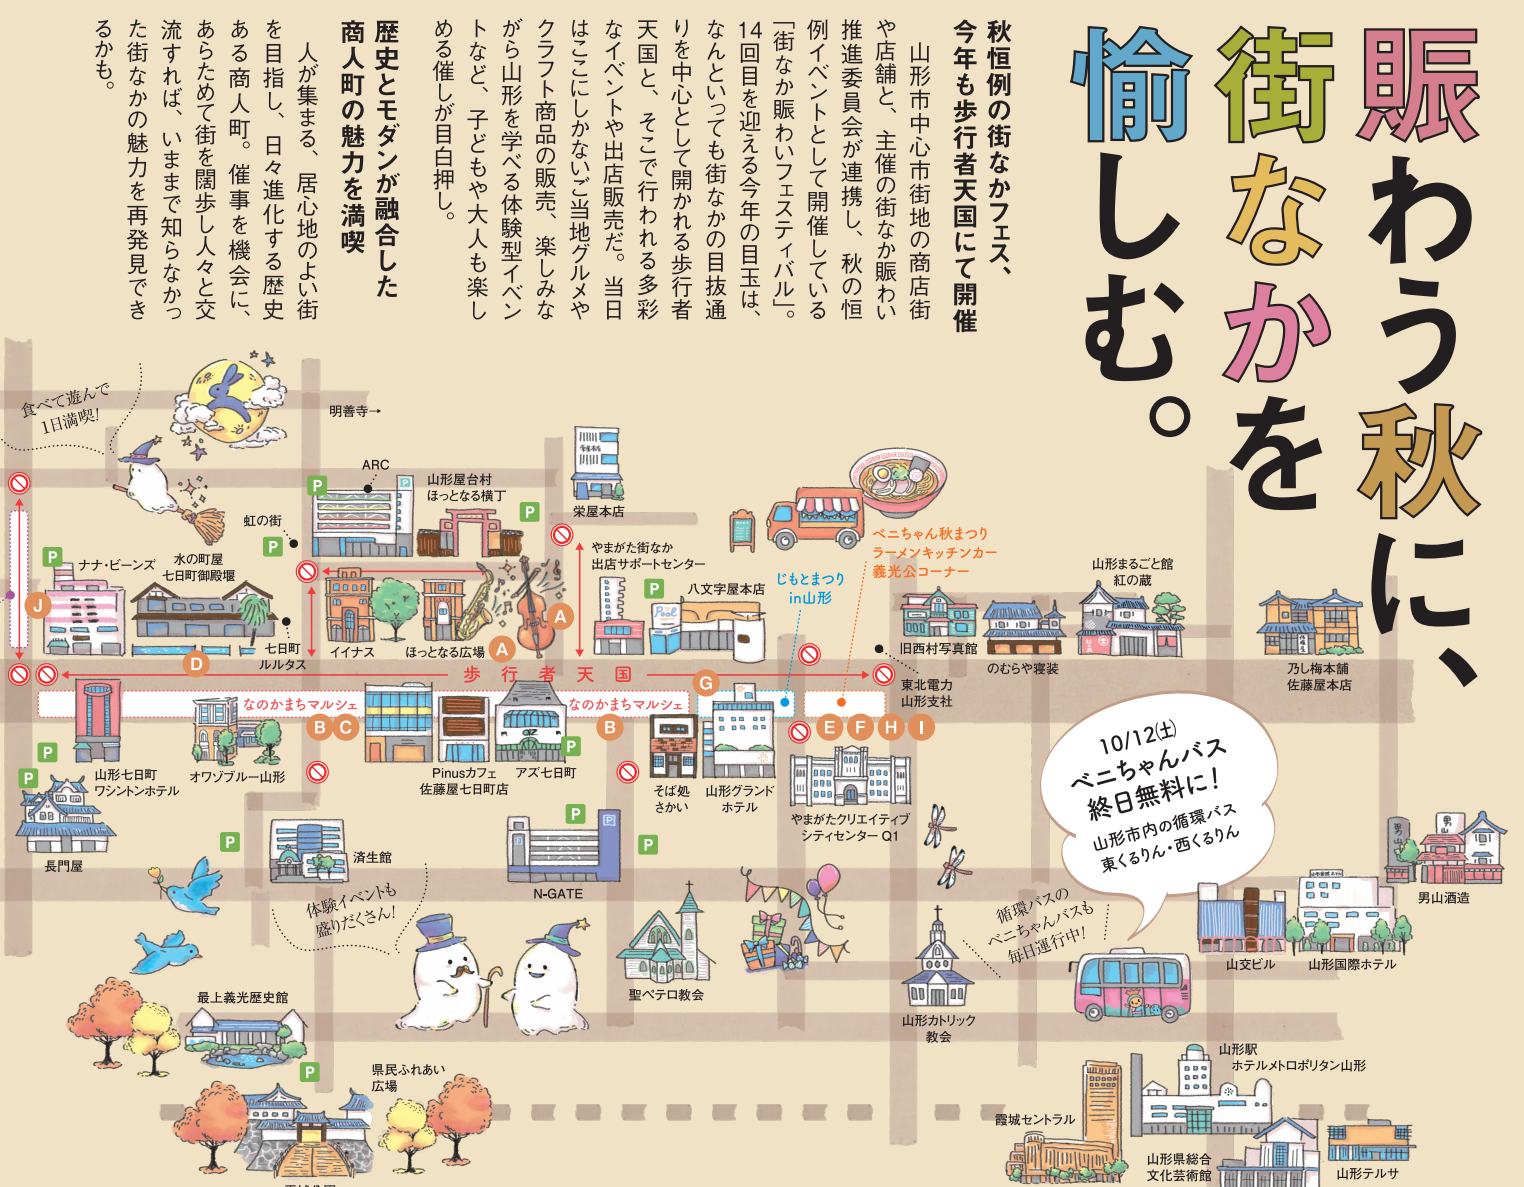 賑わう秋に、
街なかを
愉しむ。
秋恒例の街なかフェス、
今年も歩行者天国にて開催
山形市中心市街地の商店街
や店舗と、主催の街なか賑わい
推進委員会が連携し、秋の恒
例イベントとして開催している
「街なか賑わいフェスティバル」。
14回目を迎える今年の目玉は、
なんといっても街なかの目抜通
りを中心として開かれる歩行者
天国と、そこで行われる多彩
なイベントや出店販売だ。当日
はここにしかないご当地グルメや
クラフト商品の販売、楽しみな
がら山形を学べる体験型イベン
トなど、子どもや大人も楽し
める催しが目白押し。
歴史とモダンが融合した
商人町の魅力を満喫
人が集まる、居心地のよい街
を目指し、日々進化する歴史
ある商人町。催事を機会に、
あらためて街を闊歩し人々と交
流すれば、いままで知らなかっ
た街なかの魅力を再発見でき
るかも。
食べて遊んで
1日満喫!
明善寺→
ARC
P
山形屋台村
ほっとなる横丁
P
栄屋本店
虹の街
P
P
ナナ・ビーンズ
水の町屋
七日町御殿堰
J
D
七日町
ルルタス
イイナス
ほっとなる広場
A
A
やまがた街なか
出店サポートセンター
P
八文字屋本店
Pool
じもとまつり
in山形
ベニちゃん秋まつり
ラーメンキッチンカー
義光公コーナー
旧西村写真館
のむらや寝装
山形まるごと館
紅の蔵
乃し梅本舗
佐藤屋本店
東北電力
山形支社
歩行者天国
なのかまちマルシェ
B
C
なのかまちマルシェ
B
G
E
F
H
I
P
P
山形七日町
ワシントンホテル
オワゾブルー山形
Pinusカフェ
佐藤屋七日町店
AZ
P
アズ七日町
そば処
さかい
山形グランド
ホテル
やまがたクリエイティブ
シティセンターQ1
長門屋
P
済生館
P
P
N-GATE
P
体験イベントも
盛りだくさん!
聖ペテロ教会
山形カトリック
教会
循環バスの
ベニちゃんバスも
毎日運行中!
10/12(土)
ベニちゃんバス
終日無料に!
山形市内の循環バス
東くるりん・西くるりん
男山
男山
男山酒造
山交ビル
山形国際ホテル
最上義光歴史館
P
県民ふれあい
広場
山形駅
ホテルメトロポリタン山形
霞城セントラル
山形県総合
文化芸術館
山形テルサ